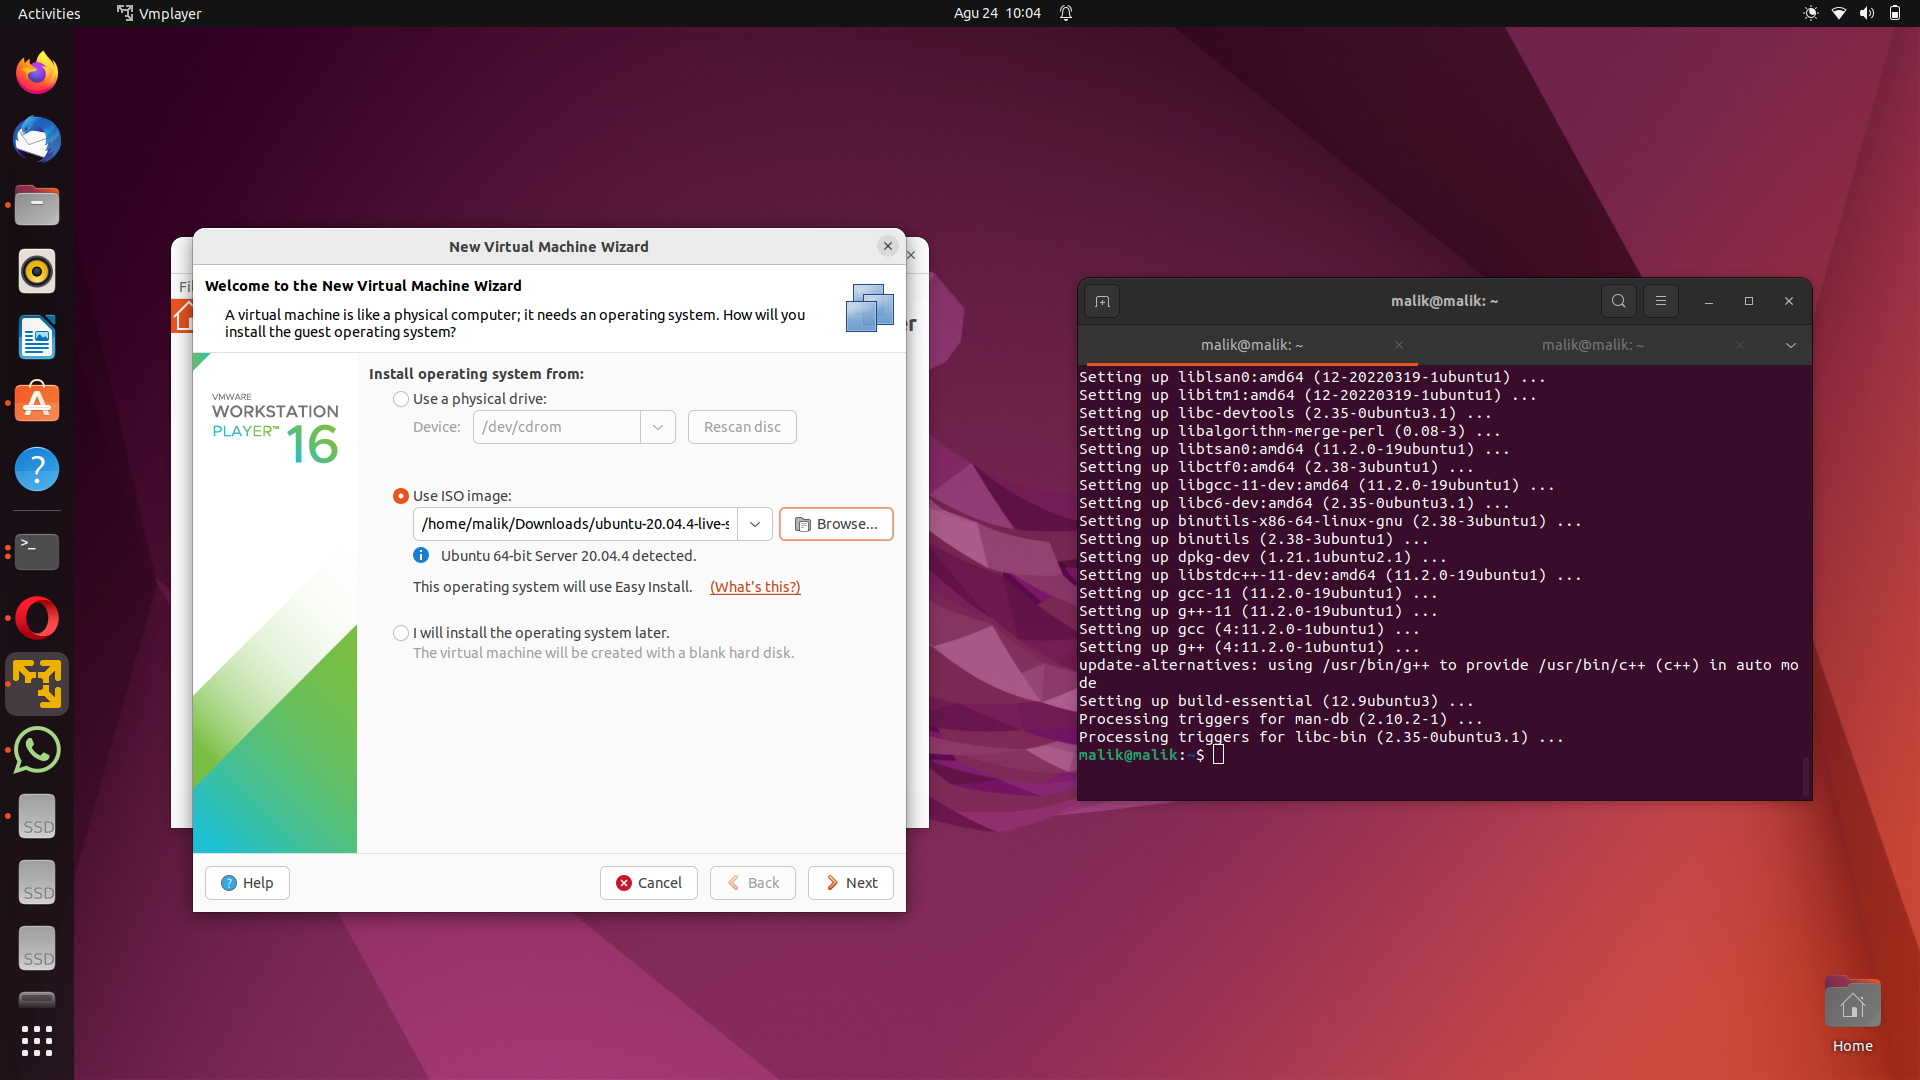 Activities
Vmplayer
Agu 24 10:04
New Virtual Machine Wizard
Fi
Welcome to the New Virtual Machine Wizard
A virtual machine is like a physical computer; it needs an operating system. How will you
install the guest operating system?
er
VMWARE
WORKSTATION
PLAYER™ 16
Install operating system from:
Use a physical drive:
Device:
/dev/cdrom
Rescan disc
Use ISO image:
/home/malik/Downloads/ubuntu-20.04.4-live-s
Browse...
Ubuntu 64-bit Server 20.04.4 detected.
This operating system will use Easy Install. (What's this?)
I will install the operating system later.
The virtual machine will be created with a blank hard disk.
Help
Cancel
Back
Next
malik@malik: ~
malik@malik: ~
malik@malik: ~
Setting up liblsan0:amd64 (12-20220319-1ubuntu1) ...
Setting up libitm1:amd64 (12-20220319-1ubuntu1) ...
Setting up libc-devtools (2.35-0ubuntu3.1) ...
Setting up libalgorithm-merge-perl (0.08-3) ...
Setting up libtsan0:amd64 (11.2.0-19ubuntu1) ...
Setting up libctf0:amd64 (2.38-3ubuntu1) ...
Setting up libgcc-11-dev:amd64 (11.2.0-19ubuntu1) ...
Setting up libc6-dev:amd64 (2.35-0ubuntu3.1) ...
Setting up binutils-x86-64-linux-gnu (2.38-3ubuntu1) ...
Setting up binutils (2.38-3ubuntu1) ...
Setting up dpkg-dev (1.21.1ubuntu2.1) ...
Setting up libstdc++-11-dev:amd64 (11.2.0-19ubuntu1) ...
Setting up gcc-11 (11.2.0-19ubuntu1) ...
Setting up g++-11 (11.2.0-19ubuntu1) ...
Setting up gcc (4:11.2.0-1ubuntu1) ...
Setting up g++ (4:11.2.0-1ubuntu1) ...
update-alternatives: using /usr/bin/g++ to provide /usr/bin/c++ (c++) in auto mo
de
Setting up build-essential (12.9ubuntu3) ...
Processing triggers for man-db (2.10.2-1) ...
Processing triggers for libc-bin (2.35-0ubuntu3.1) ...
malik@malik:~$
SSD
SSD
SSD
Home